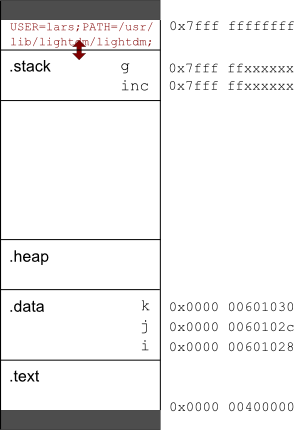 USER=lars;PATH=/usr/ 0x7fff ffffffff
lib/lightdm/lightdm;
.stack g 0x7fff ffxxxxxx
inc 0x7fff ffxxxxxx
.heap
.data k 0x0000 00601030
j 0x0000 0060102c
i 0x0000 00601028
.text
0x0000 00400000